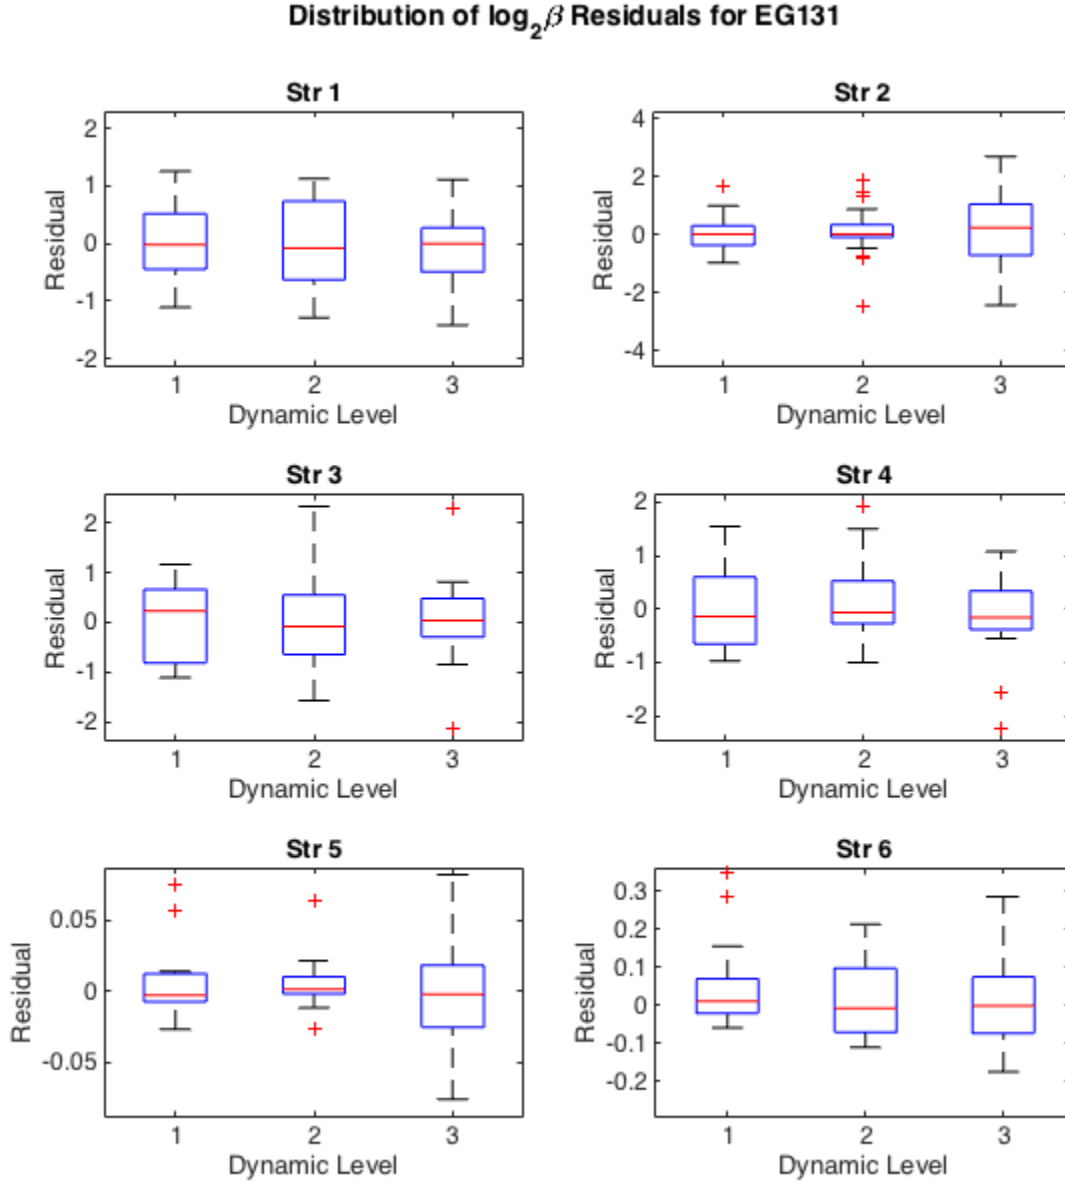 Distribution of log₂β Residuals for EG131
Str 1
Str 2
2
1
0
-1
-2
Residual
4
2
0
-2
-4
Residual
1 2 3
1 2 3
Dynamic Level
Dynamic Level
Str 3
Str 4
2
1
0
-1
-2
Residual
2
1
0
-1
-2
Residual
1 2 3
1 2 3
Dynamic Level
Dynamic Level
Str 5
Str 6
0.05
0
-0.05
Residual
0.3
0.2
0.1
0
-0.1
-0.2
Residual
1 2 3
1 2 3
Dynamic Level
Dynamic Level